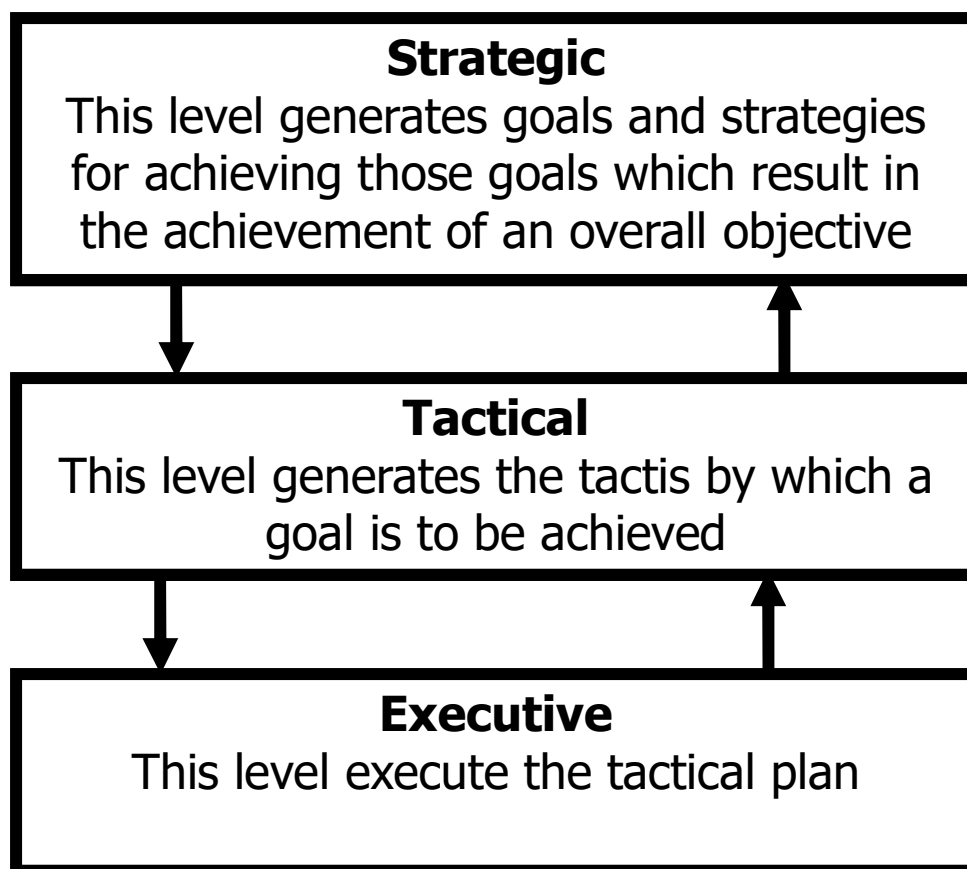 Strategic
This level generates goals and strategies
for achieving those goals which result in
the achievement of an overall objective
Tactical
This level generates the tactis by which a
goal is to be achieved
Executive
This level execute the tactical plan